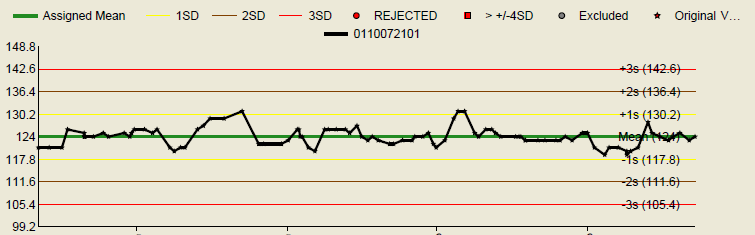 Assigned Mean 1SD 2SD 3SD REJECTED > +/-4SD Excluded Original V...
0110072101
148.8
142.6 +3s (142.6)
136.4 +2s (136.4)
130.2 +1s (130.2)
124 Mean (124)
117.8 -1s (117.8)
111.6 -2s (111.6)
105.4 -3s (105.4)
99.2